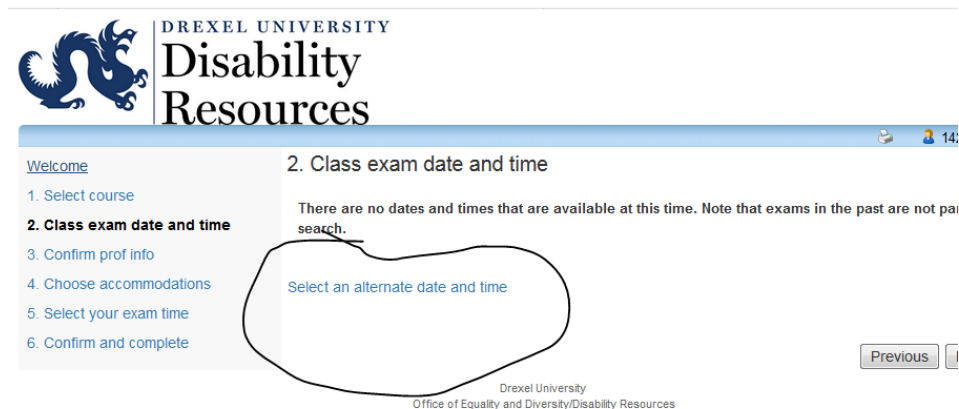 DREXEL UNIVERSITY
Disability
Resources
Welcome
1. Select course
2. Class exam date and time
3. Confirm prof info
4. Choose accommodations
5. Select your exam time
6. Confirm and complete
2. Class exam date and time
There are no dates and times that are available at this time. Note that exams in the past are not
search.
Select an alternate date and time
Previous
Drexel University
Office of Equality and Diversity/Disability Resources